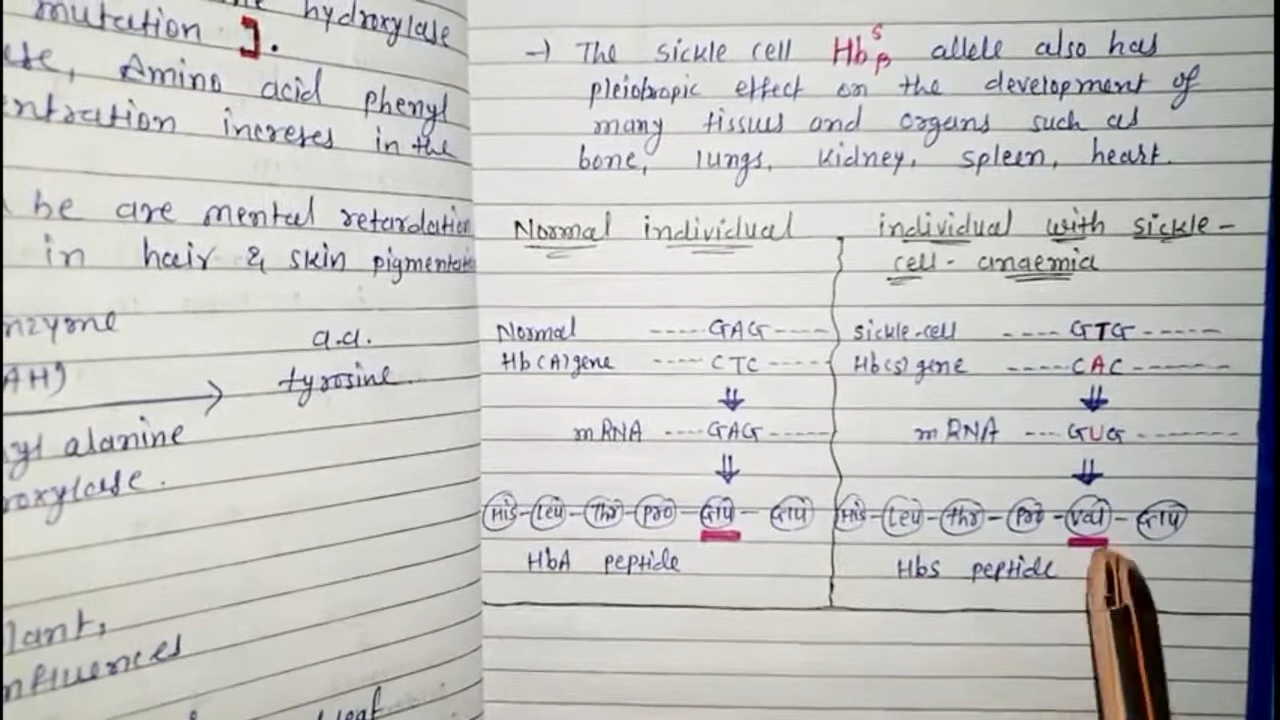 hydroxylase
mutation ].
Amino acid phenyl
increses in the
be are mental retardation
in hair & skin pigmentati
a.a.
AH)
tyrosine
alanine
lant,
→ The sickle cell Hbβs allele also has
pleiotropic effect on the development of
many tissues and organs such as
bone, lungs, kidney, spleen, heart.
Normal individual
individual with sickle-
cell- anaemia
Normal ----GAG----
Hb(A)gene ----CTC----
mRNA ----GAG----
His-Leu-Thr-Pro-Glu-Glu
HbA peptide
sickle-cell ----GTG-----
Hb(s)gene ----CAC-----
mRNA ---GUG-------
His-Leu-Thr-Pro-Val-Glu
HbS peptide